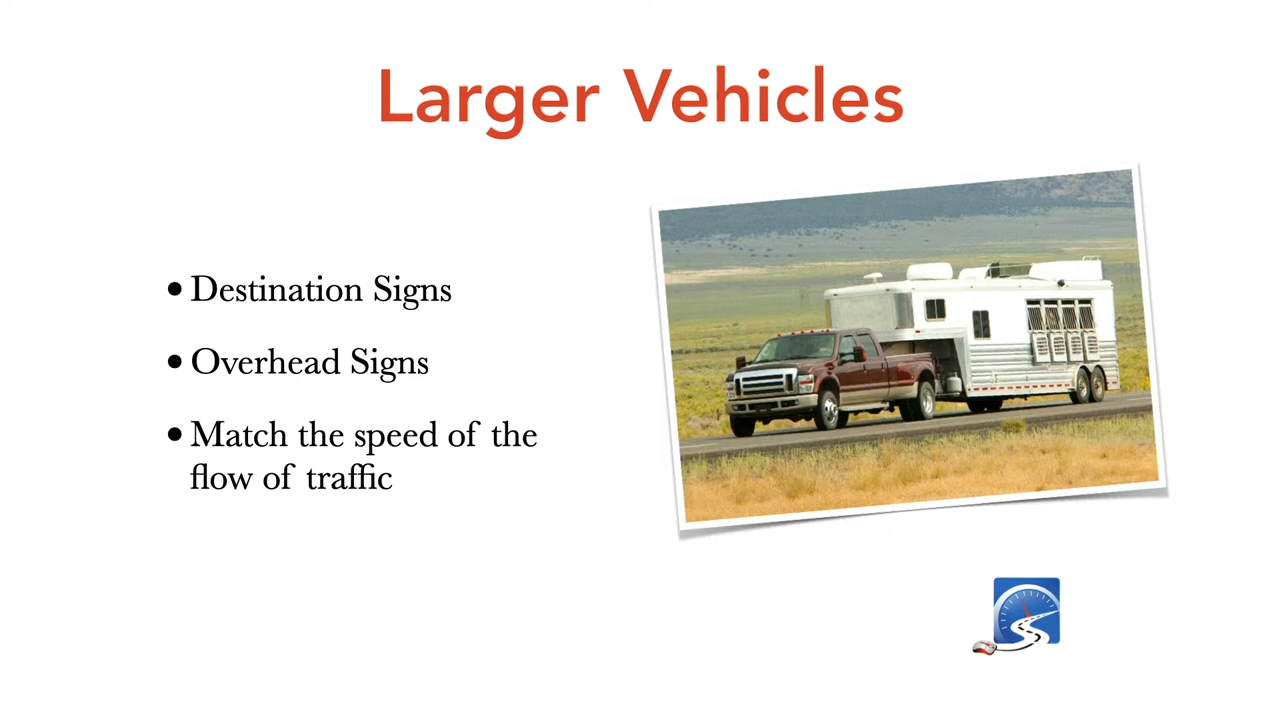 Larger Vehicles
• Destination Signs
• Overhead Signs
• Match the speed of the
flow of traffic